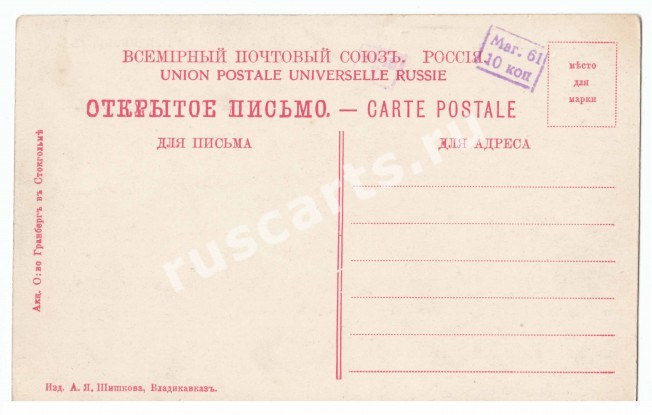 ВСЕМІРНЫЙ ПОЧТОВЫЙ СОЮЗЪ. РОССІЯ.
UNION POSTALE UNIVERSELLE RUSSIE
ОТКРЫТОЕ ПИСЬМО. — CARTE POSTALE
Маг. 61
10 коп
мѣсто
для
марки
ДЛЯ ПИСЬМА
ДЛЯ АДРЕСА
Акц. О:во Гранбергъ въ Стокгольмѣ
Изд. А. Я. Шишкова, Владикавказъ.
ruscarts.ru